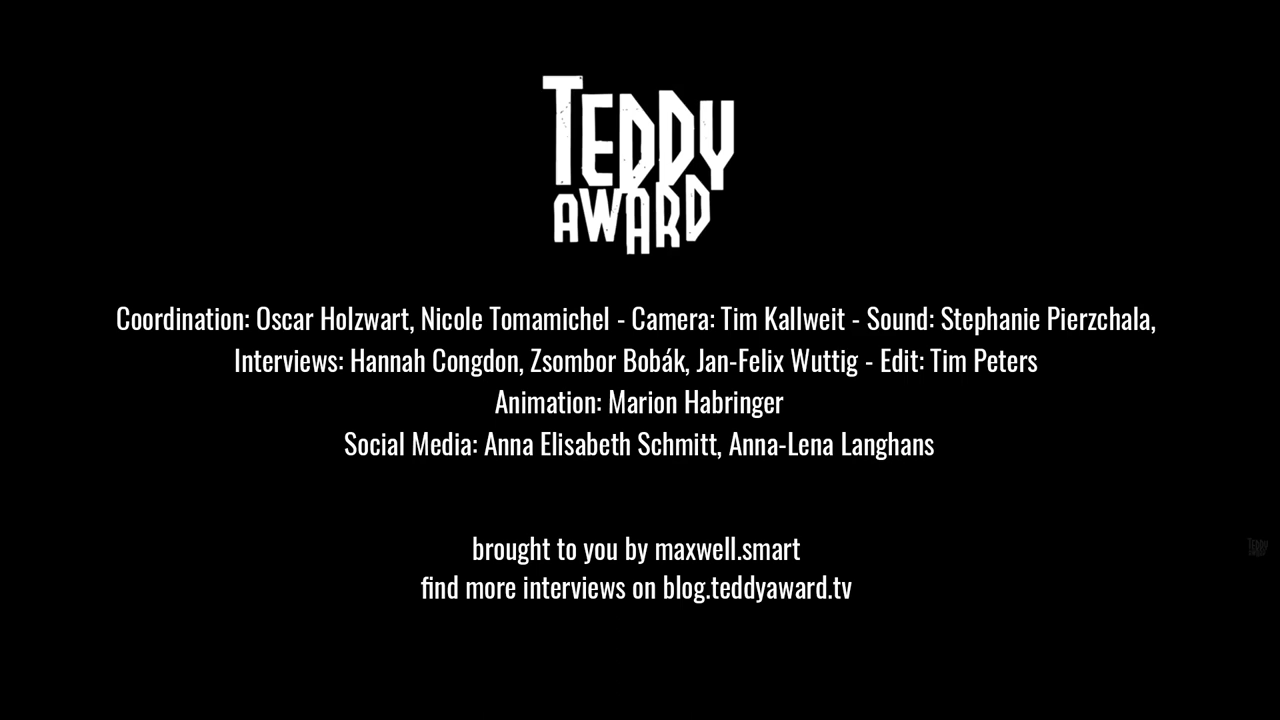 TEDDY
AWARD
Coordination: Oscar Holzwart, Nicole Tomamichel - Camera: Tim Kallweit - Sound: Stephanie Pierzchala,
Interviews: Hannah Congdon, Zsombor Bobák, Jan-Felix Wuttig - Edit: Tim Peters
Animation: Marion Habringer
Social Media: Anna Elisabeth Schmitt, Anna-Lena Langhans
brought to you by maxwell.smart
find more interviews on blog.teddyaward.tv
TEDDY
AWARD